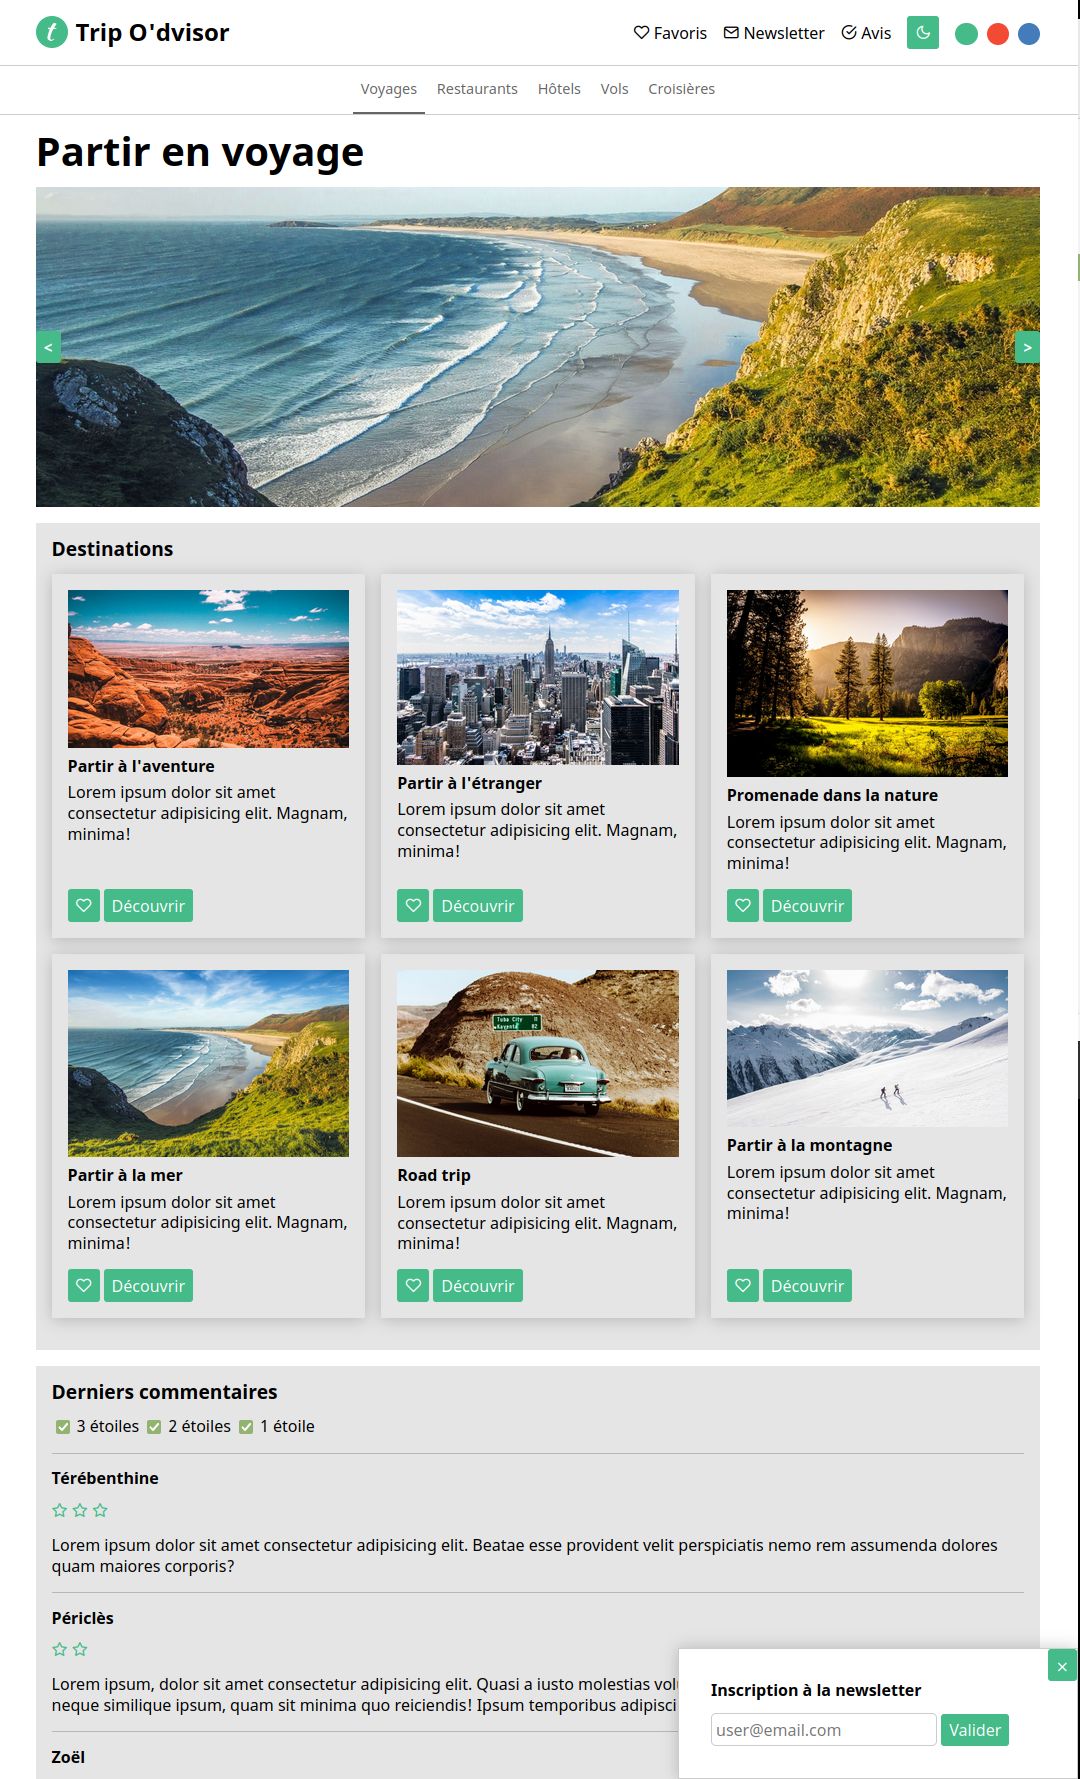 t Trip O'dvisor
Favoris Newsletter Avis
Voyages Restaurants Hôtels Vols Croisières
Partir en voyage
< >
Destinations
Partir à l'aventure
Lorem ipsum dolor sit amet
consectetur adipisicing elit. Magnam,
minima!
Découvrir
Partir à l'étranger
Lorem ipsum dolor sit amet
consectetur adipisicing elit. Magnam,
minima!
Découvrir
Promenade dans la nature
Lorem ipsum dolor sit amet
consectetur adipisicing elit. Magnam,
minima!
Découvrir
Partir à la mer
Lorem ipsum dolor sit amet
consectetur adipisicing elit. Magnam,
minima!
Découvrir
Tuba City 11
Kayenta 82
Road trip
Lorem ipsum dolor sit amet
consectetur adipisicing elit. Magnam,
minima!
Découvrir
Partir à la montagne
Lorem ipsum dolor sit amet
consectetur adipisicing elit. Magnam,
minima!
Découvrir
Derniers commentaires
3 étoiles 2 étoiles 1 étoile
Térébenthine
Lorem ipsum dolor sit amet consectetur adipisicing elit. Beatae esse provident velit perspiciatis nemo rem assumenda dolores
quam maiores corporis?
Périclès
Lorem ipsum, dolor sit amet consectetur adipisicing elit. Quasi a iusto molestias vol
neque similique ipsum, quam sit minima quo reiciendis! Ipsum temporibus adipisci
Zoël
×
Inscription à la newsletter
user@email.com Valider